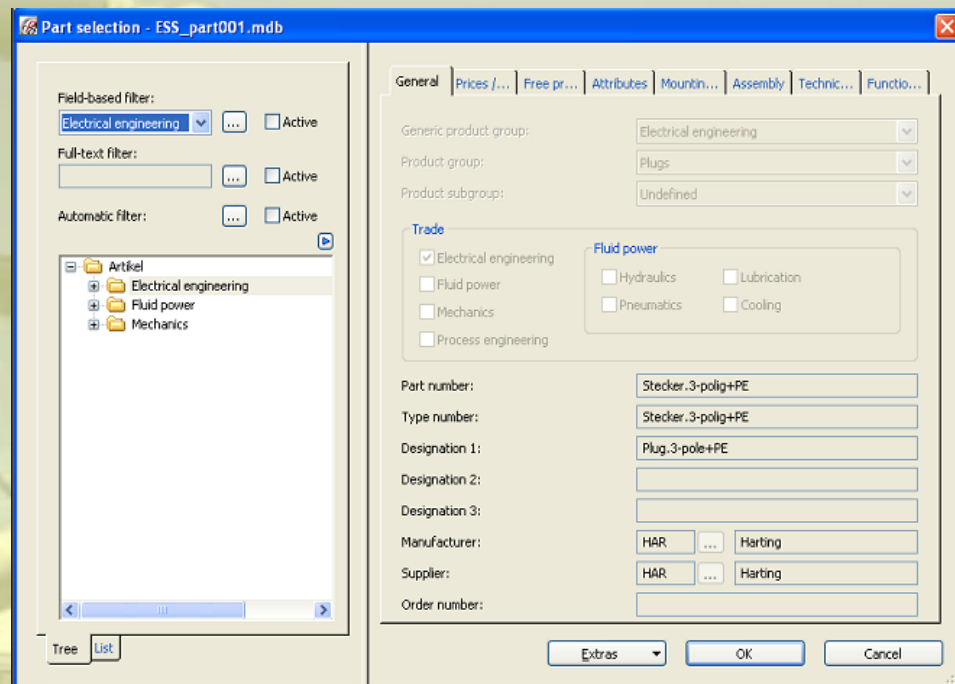 Part selection - ESS_part001.mdb
Field-based filter:
Electrical engineering ... Active
Full-text filter:
... Active
Automatic filter: ... Active
Artikel
Electrical engineering
Fluid power
Mechanics
Tree List
General Prices /... Free pr... Attributes Mountin... Assembly Technic... Functio...
Generic product group: Electrical engineering
Product group: Plugs
Product subgroup: Undefined
Trade
Electrical engineering
Fluid power
Mechanics
Process engineering
Fluid power
Hydraulics Lubrication
Pneumatics Cooling
Part number: Stecker.3-polig+PE
Type number: Stecker.3-polig+PE
Designation 1: Plug.3-pole+PE
Designation 2:
Designation 3:
Manufacturer: HAR ... Harting
Supplier: HAR ... Harting
Order number:
Extras OK Cancel